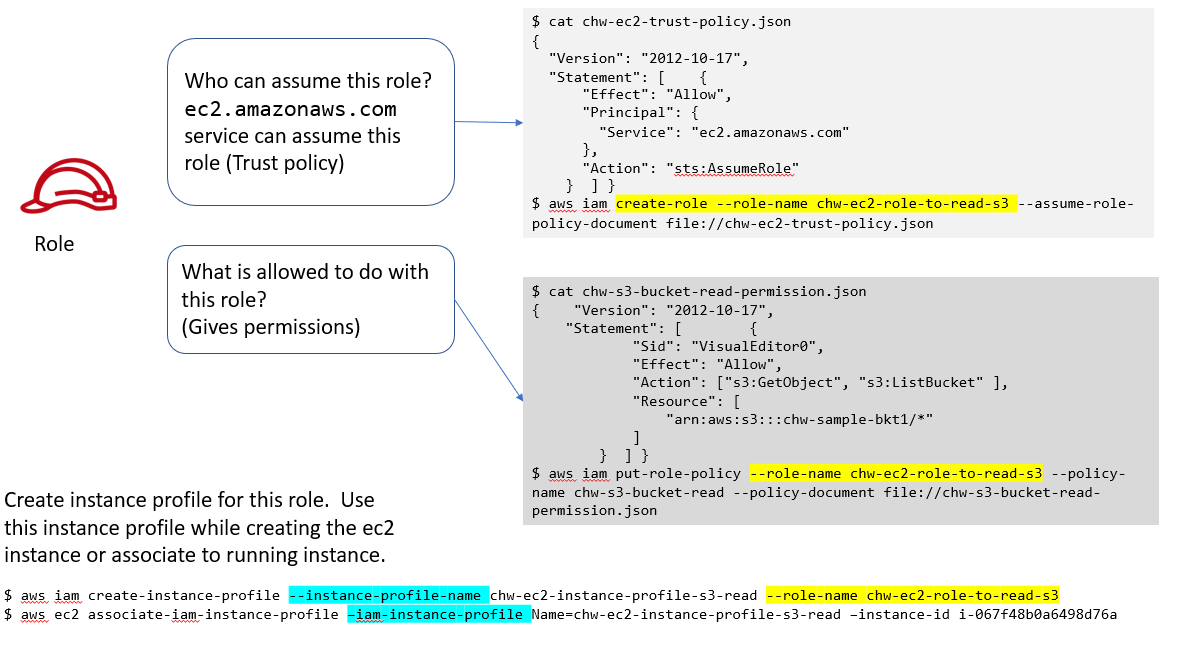 Role
Who can assume this role?
ec2.amazonaws.com
service can assume this
role (Trust policy)
$ cat chw-ec2-trust-policy.json
{
  "Version": "2012-10-17",
  "Statement": [    {
      "Effect": "Allow",
      "Principal": {
        "Service": "ec2.amazonaws.com"
      },
      "Action": "sts:AssumeRole"
    }  ] }
$ aws iam create-role --role-name chw-ec2-role-to-read-s3 --assume-role-
policy-document file://chw-ec2-trust-policy.json
What is allowed to do with
this role?
(Gives permissions)
$ cat chw-s3-bucket-read-permission.json
{    "Version": "2012-10-17",
    "Statement": [        {
            "Sid": "VisualEditor0",
            "Effect": "Allow",
            "Action": ["s3:GetObject", "s3:ListBucket" ],
            "Resource": [
                "arn:aws:s3:::chw-sample-bkt1/*"
            ]
        }  ] }
$ aws iam put-role-policy --role-name chw-ec2-role-to-read-s3 --policy-
name chw-s3-bucket-read --policy-document file://chw-s3-bucket-read-
permission.json
Create instance profile for this role.  Use
this instance profile while creating the ec2
instance or associate to running instance.
$ aws iam create-instance-profile --instance-profile-name chw-ec2-instance-profile-s3-read --role-name chw-ec2-role-to-read-s3
$ aws ec2 associate-iam-instance-profile –iam-instance-profile Name=chw-ec2-instance-profile-s3-read –instance-id i-067f48b0a6498d76a